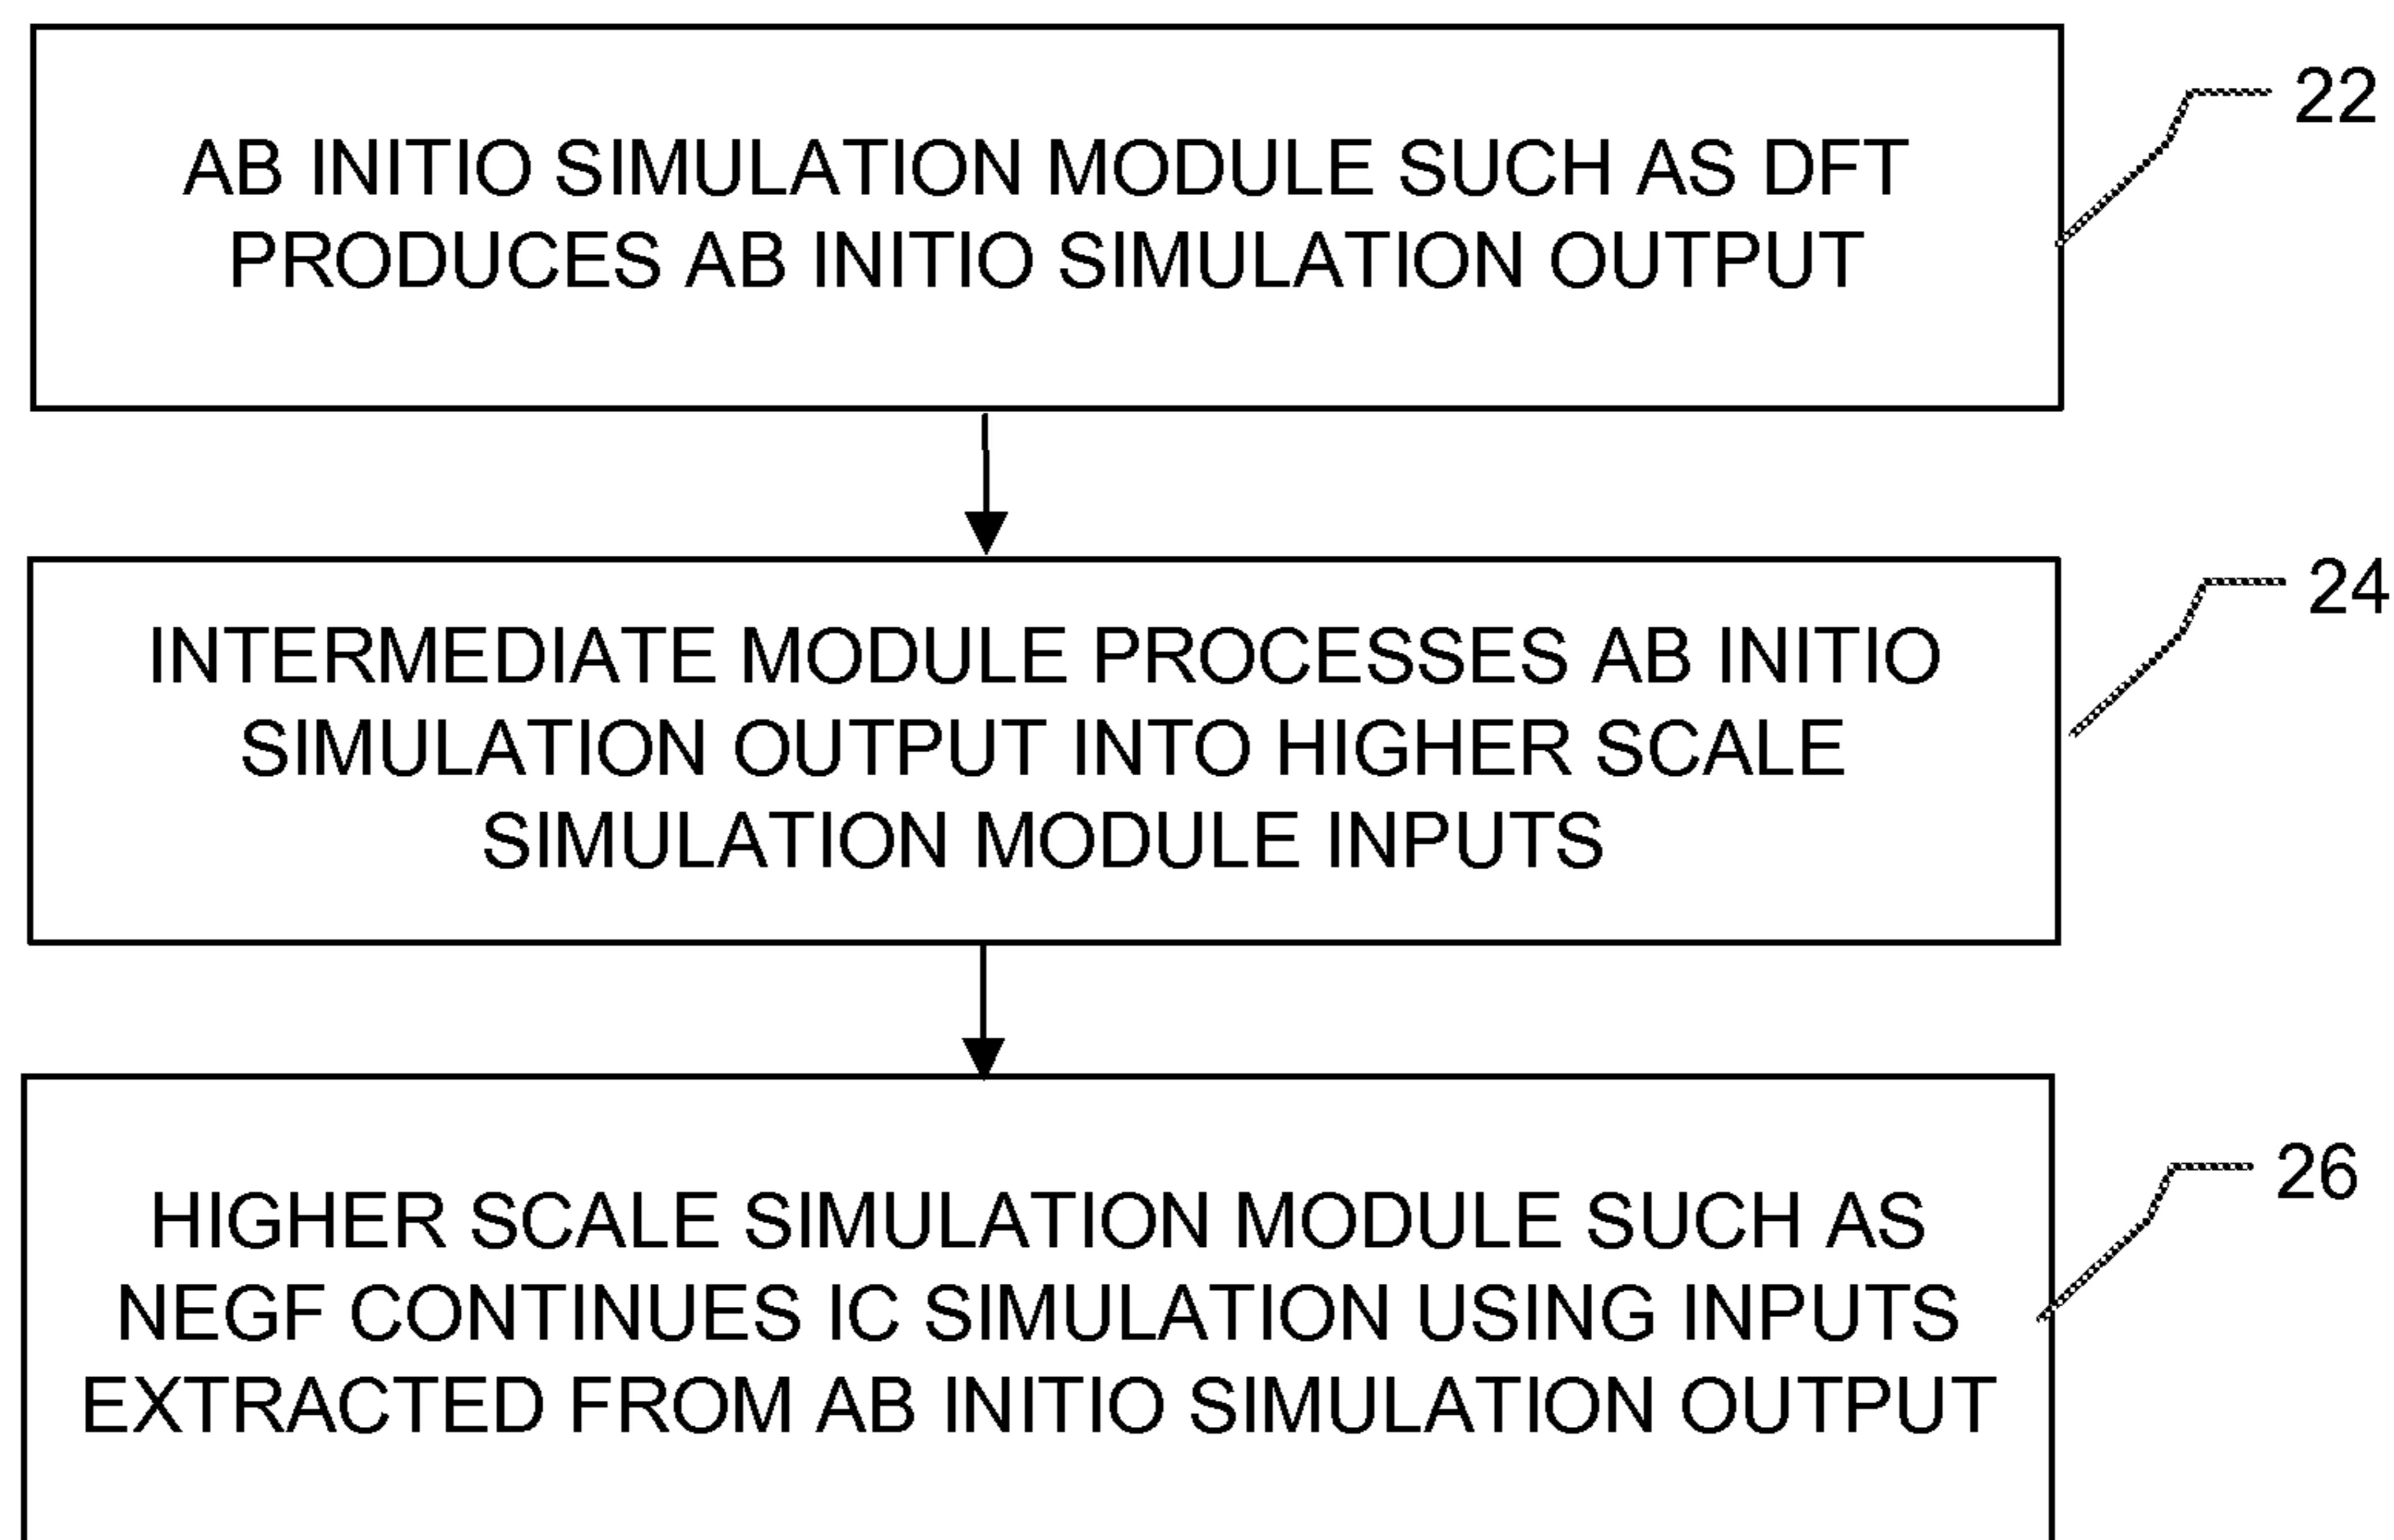 AB INITIO SIMULATION MODULE SUCH AS DFT
PRODUCES AB INITIO SIMULATION OUTPUT
22
INTERMEDIATE MODULE PROCESSES AB INITIO
SIMULATION OUTPUT INTO HIGHER SCALE
SIMULATION MODULE INPUTS
24
HIGHER SCALE SIMULATION MODULE SUCH AS
NEGF CONTINUES IC SIMULATION USING INPUTS
EXTRACTED FROM AB INITIO SIMULATION OUTPUT
26